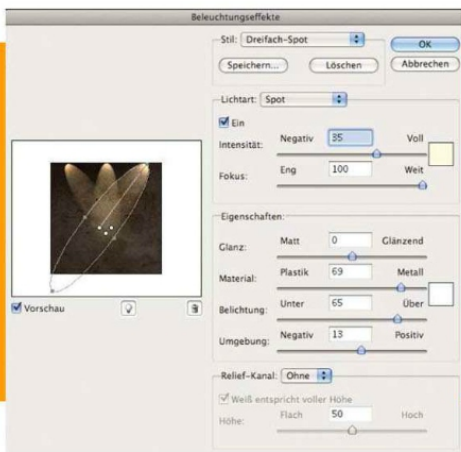 Beleuchtungseffekte
Stil: Dreifach-Spot
OK
Speichern... Löschen
Abbrechen
Lichtart: Spot
Ein
Intensität: Negativ 35 Voll
Fokus: Eng 100 Weit
Eigenschaften:
Glanz: Matt 0 Glänzend
Material: Plastik 69 Metall
Belichtung: Unter 65 Über
Umgebung: Negativ 13 Positiv
Vorschau
Relief-Kanal: Ohne
Weiß entspricht voller Höhe
Höhe: Flach 50 Hoch